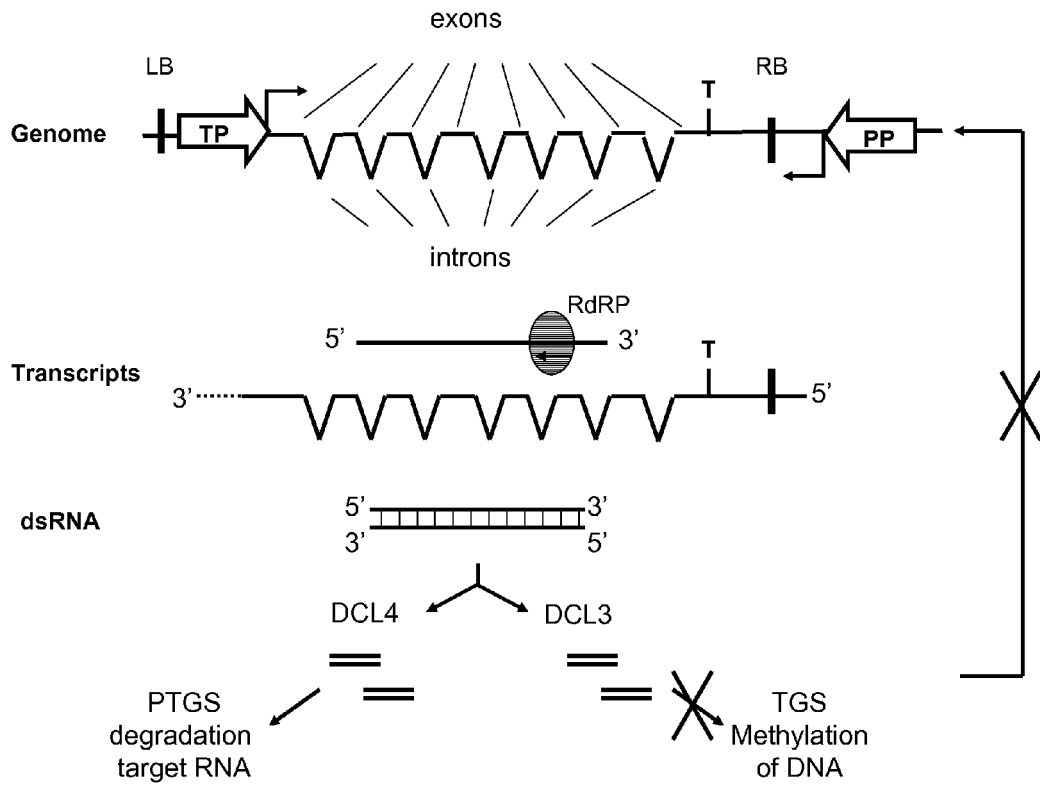 exons
LB
RB
T
Genome
TP
PP
introns
RdRP
5’
3’
T
Transcripts
3’
5’
5’
3’
dsRNA
3’
5’
DCL4
DCL3
PTGS
degradation
target RNA
TGS
Methylation
of DNA